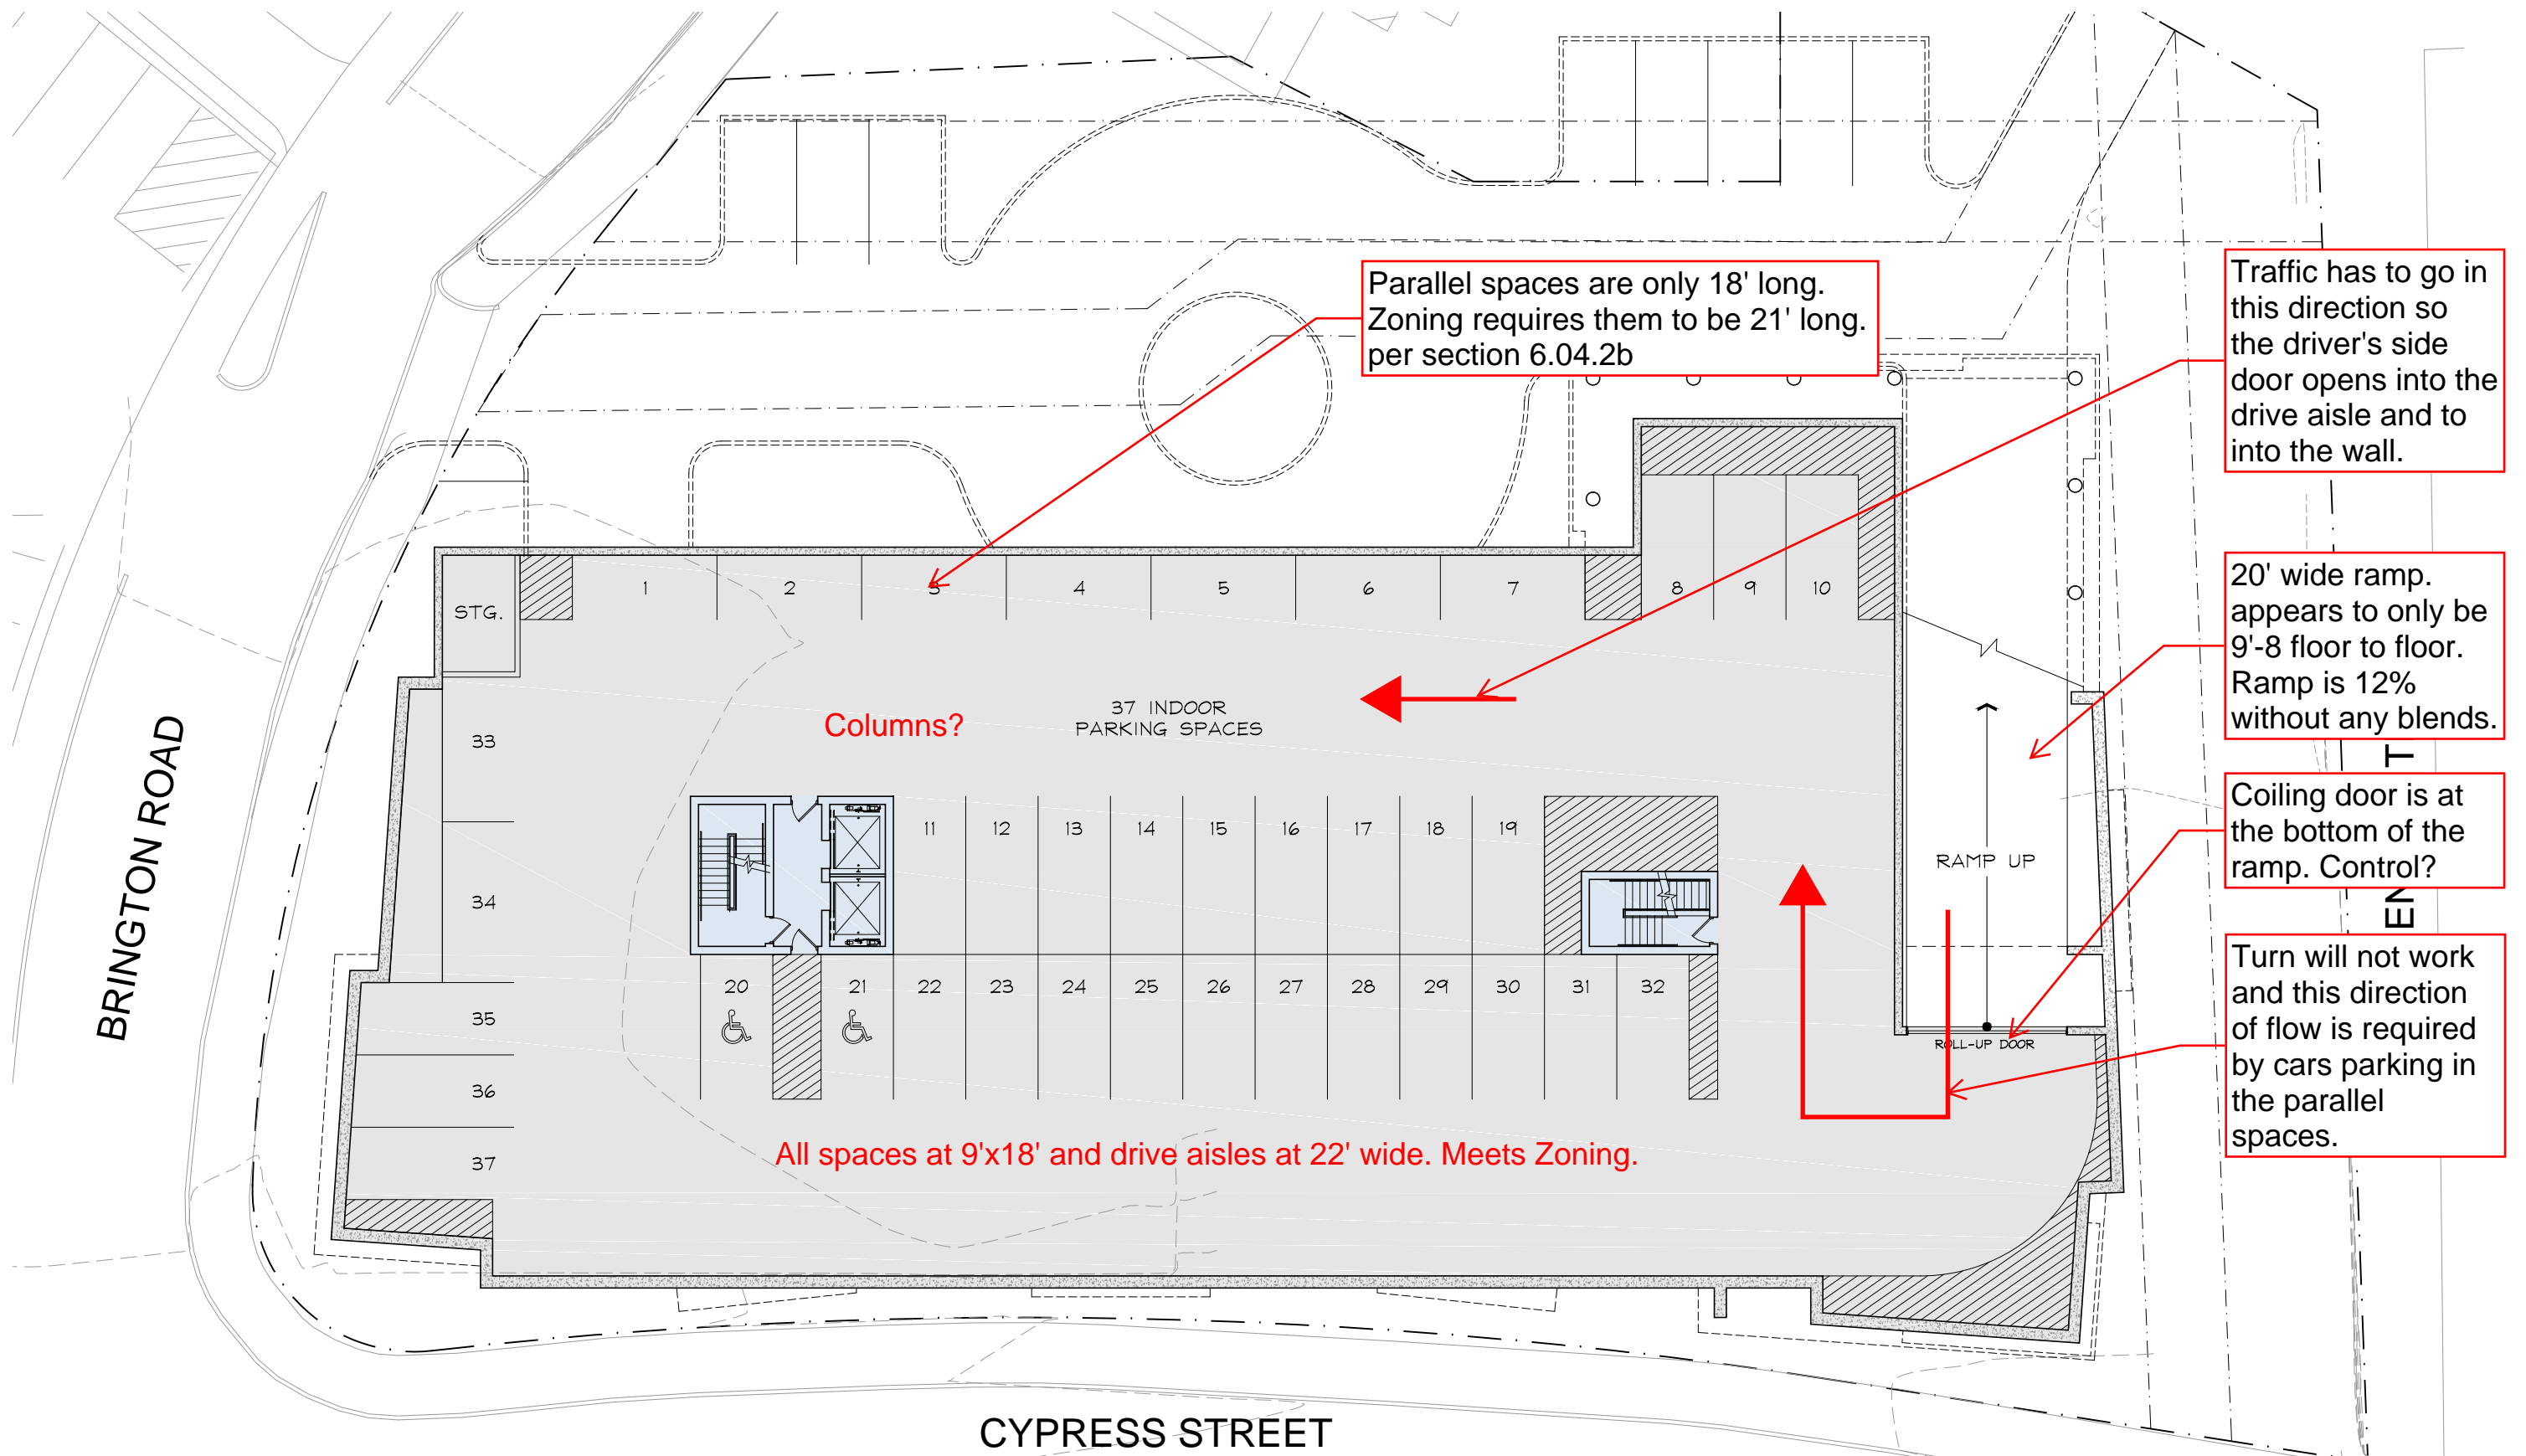 Parallel spaces are only 18' long.
Zoning requires them to be 21' long.
per section 6.04.2b
Traffic has to go in
this direction so
the driver's side
door opens into the
drive aisle and to
into the wall.
1
2
3
4
5
6
7
8
9
10
STG.
20' wide ramp.
appears to only be
9'-8 floor to floor.
Ramp is 12%
without any blends.
37 INDOOR
PARKING SPACES
Columns?
33
BRINGTON ROAD
11
12
13
14
15
16
17
18
19
RAMP UP
Coiling door is at
the bottom of the
ramp. Control?
34
20
21
22
23
24
25
26
27
28
29
30
31
32
35
ROLL-UP DOOR
Turn will not work
and this direction
of flow is required
by cars parking in
the parallel
spaces.
36
37
All spaces at 9'x18' and drive aisles at 22' wide. Meets Zoning.
CYPRESS STREET